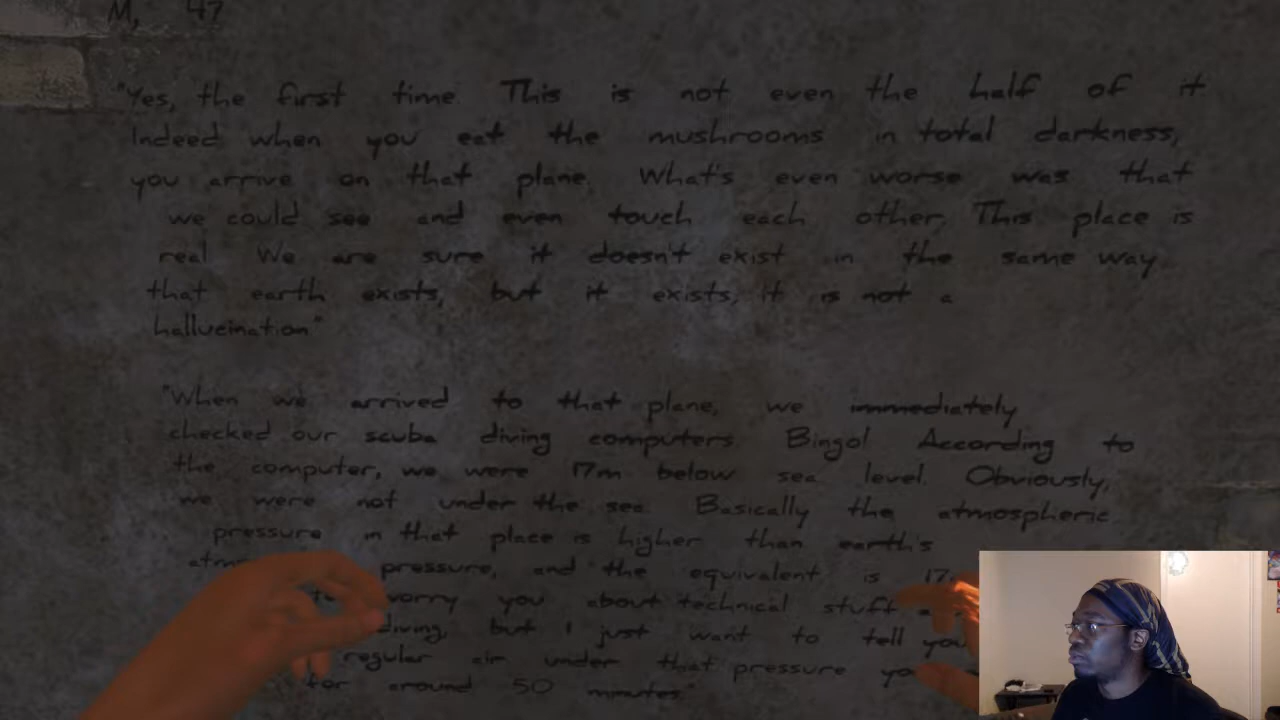 M, 47
"Yes, the first time. This is not even the half of it
Indeed when you eat the mushrooms in total darkness,
you arrive on that plane. What's even worse was that
we could see and even touch each other, This place is
real We are sure it doesn't exist in the same way
that earth exists, but it exists, it is not a
hallucination"
"When we arrived to that plane, we immediately
checked our scuba diving computers Bingo! According to
the computer, we were 17m below sea level. Obviously,
we were not under the sea. Basically the atmospheric
pressure in that place is higher than earth's
pressure, and the equivalent is
worry you about technical stuff
diving, but I just want to tell you
regular air under that pressure
for around 50 minutes."